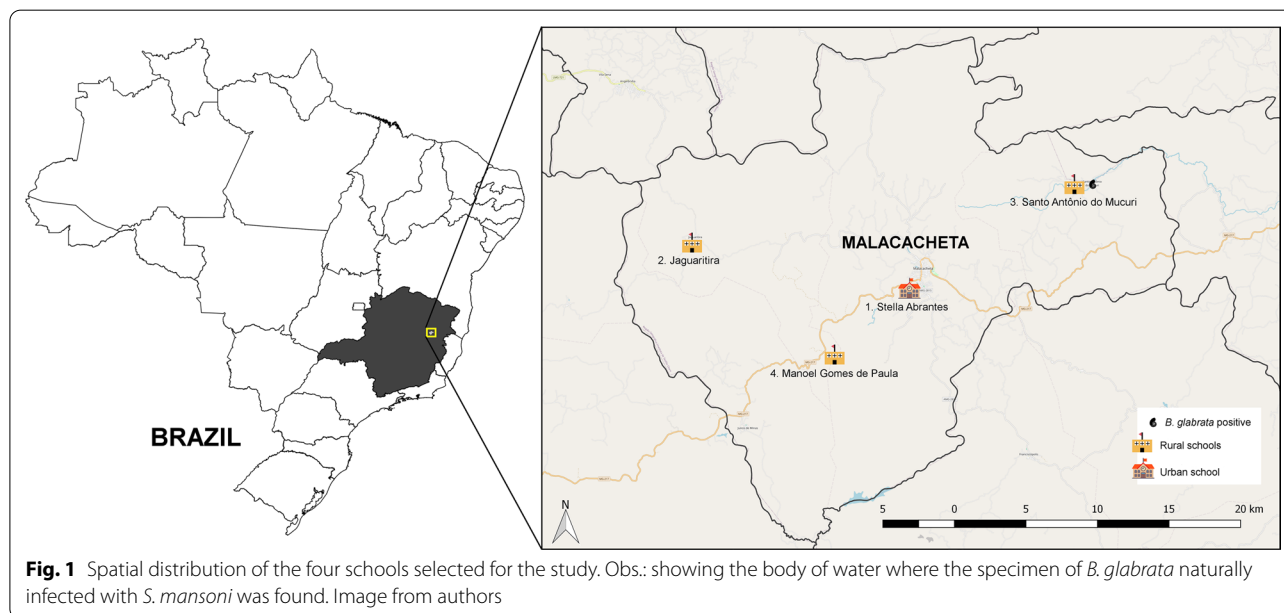 BRAZIL
MALACACHETA
3. Santo Antônio do Mucuri
2. Jaguaritira
1. Stella Abrantes
4. Manoel Gomes de Paula
B. glabrata positive
Rural schools
Urban school
N
5 0 5 10 15 20 km
Fig. 1 Spatial distribution of the four schools selected for the study. Obs.: showing the body of water where the specimen of B. glabrata naturally
infected with S. mansoni was found. Image from authors